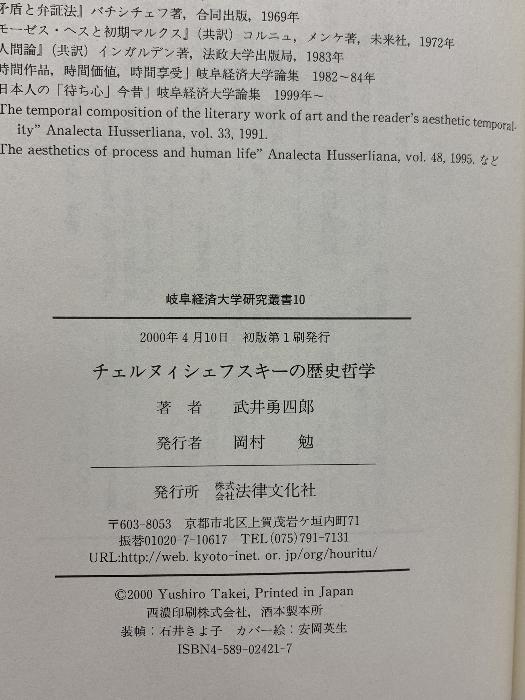 矛盾と弁証法』バチシチェフ著，合同出版，1969年
モーゼス・ヘスと初期マルクス』（共訳）コルニュ，メンケ著，未来社，1972年
人間論』（共訳）インガルデン著，法政大学出版局，1983年
時間作品，時間価値，時間享受」岐阜経済大学論集　1982～84年
日本人の「待ち心」今昔」岐阜経済大学論集　1999年～
The temporal composition of the literary work of art and the reader's aesthetic temporal-
ity" Analecta Husserliana, vol. 33, 1991.
The aesthetics of process and human life" Analecta Husserliana, vol. 48, 1995, など
岐阜経済大学研究叢書10
2000年4月10日　初版第1刷発行
チェルヌィシェフスキーの歴史哲学
著　者　武井勇四郎
発行者　岡村　勉
発行所　株式会社法律文化社
〒603-8053　京都市北区上賀茂岩ケ垣内町71
振替01020-7-10617　TEL(075)791-7131
URL:http://web. kyoto-inet. or. jp/org/houritu/
©2000 Yushiro Takei, Printed in Japan
西濃印刷株式会社，酒本製本所
装幀：石井きよ子　カバー絵：安岡英生
ISBN4-589-02421-7